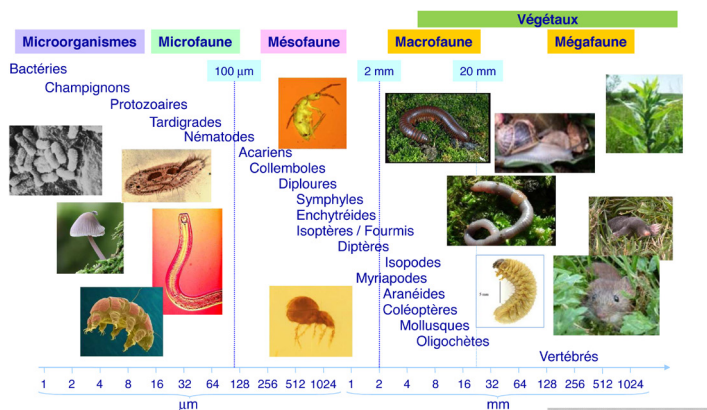 Végétaux
Microorganismes Microfaune Mésofaune Macrofaune Mégafaune
Bactéries
100 µm
2 mm
20 mm
Champignons
Protozoaires
Tardigrades
Nématodes
Acariens
Collemboles
Diploures
Symphyles
Enchytréides
Isoptères / Fourmis
Diptères
Isopodes
Myriapodes
Aranéides
Coléoptères
Mollusques
Oligochètes
Vertébrés
1 2 4 8 16 32 64 128 256 512 1024 1 2 4 8 16 32 64 128 256 512 1024
µm mm